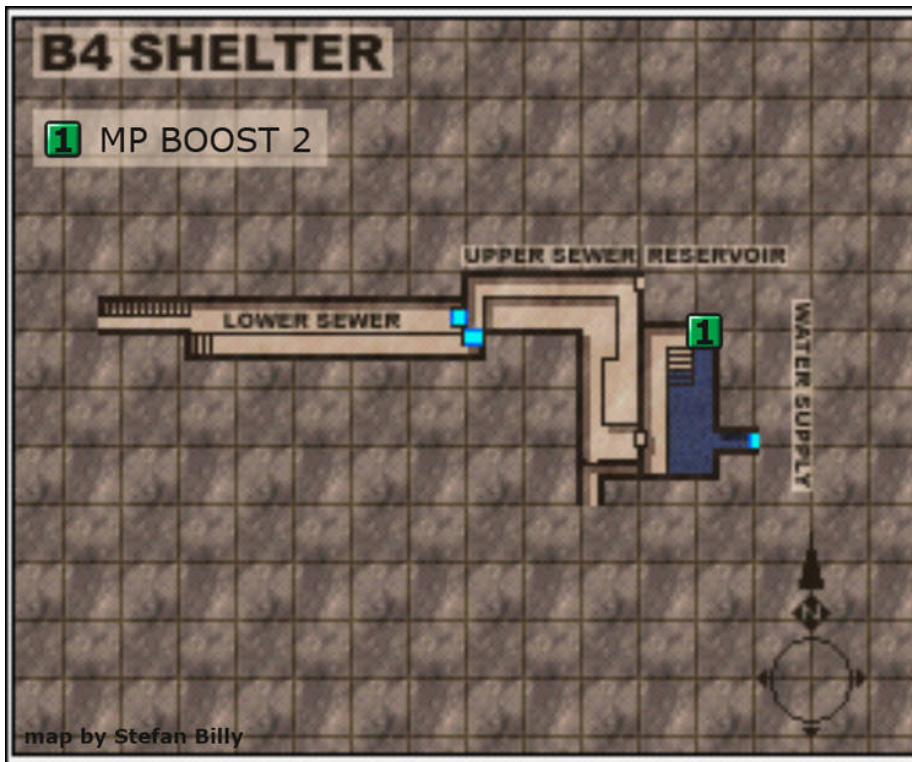 B4 SHELTER
1 MP BOOST 2
UPPER SEWER RESERVOIR
LOWER SEWER
1
WATER SUPPLY
N
map by Stefan Billy